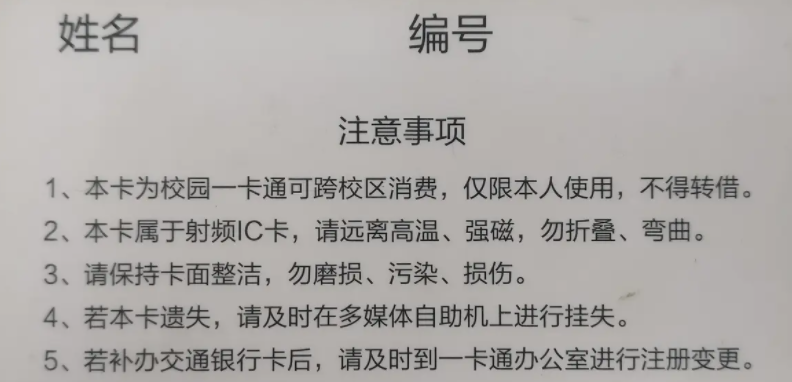 姓名 编号
注意事项
1、本卡为校园一卡通可跨校区消费，仅限本人使用，不得转借。
2、本卡属于射频IC卡，请远离高温、强磁，勿折叠、弯曲。
3、请保持卡面整洁，勿磨损、污染、损伤。
4、若本卡遗失，请及时在多媒体自助机上进行挂失。
5、若补办交通银行卡后，请及时到一卡通办公室进行注册变更。